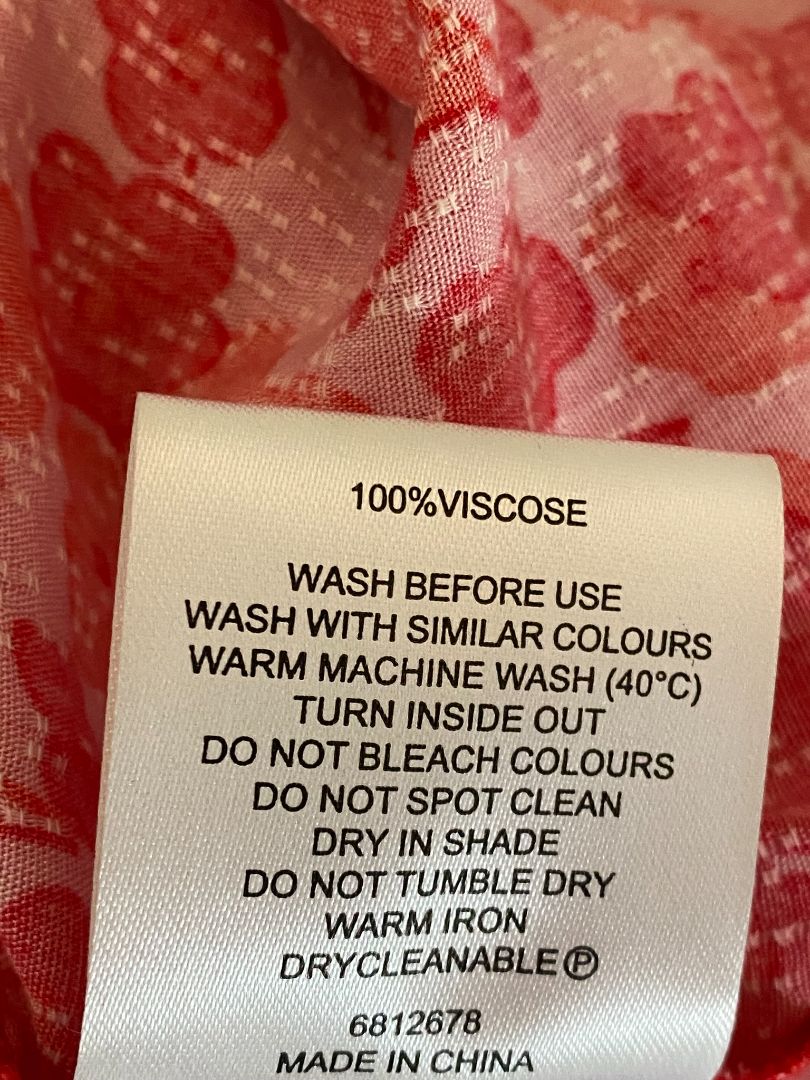 100%VISCOSE
WASH BEFORE USE
WASH WITH SIMILAR COLOURS
WARM MACHINE WASH (40°C)
TURN INSIDE OUT
DO NOT BLEACH COLOURS
DO NOT SPOT CLEAN
DRY IN SHADE
DO NOT TUMBLE DRY
WARM IRON
DRYCLEANABLE Ⓟ
6812678
MADE IN CHINA